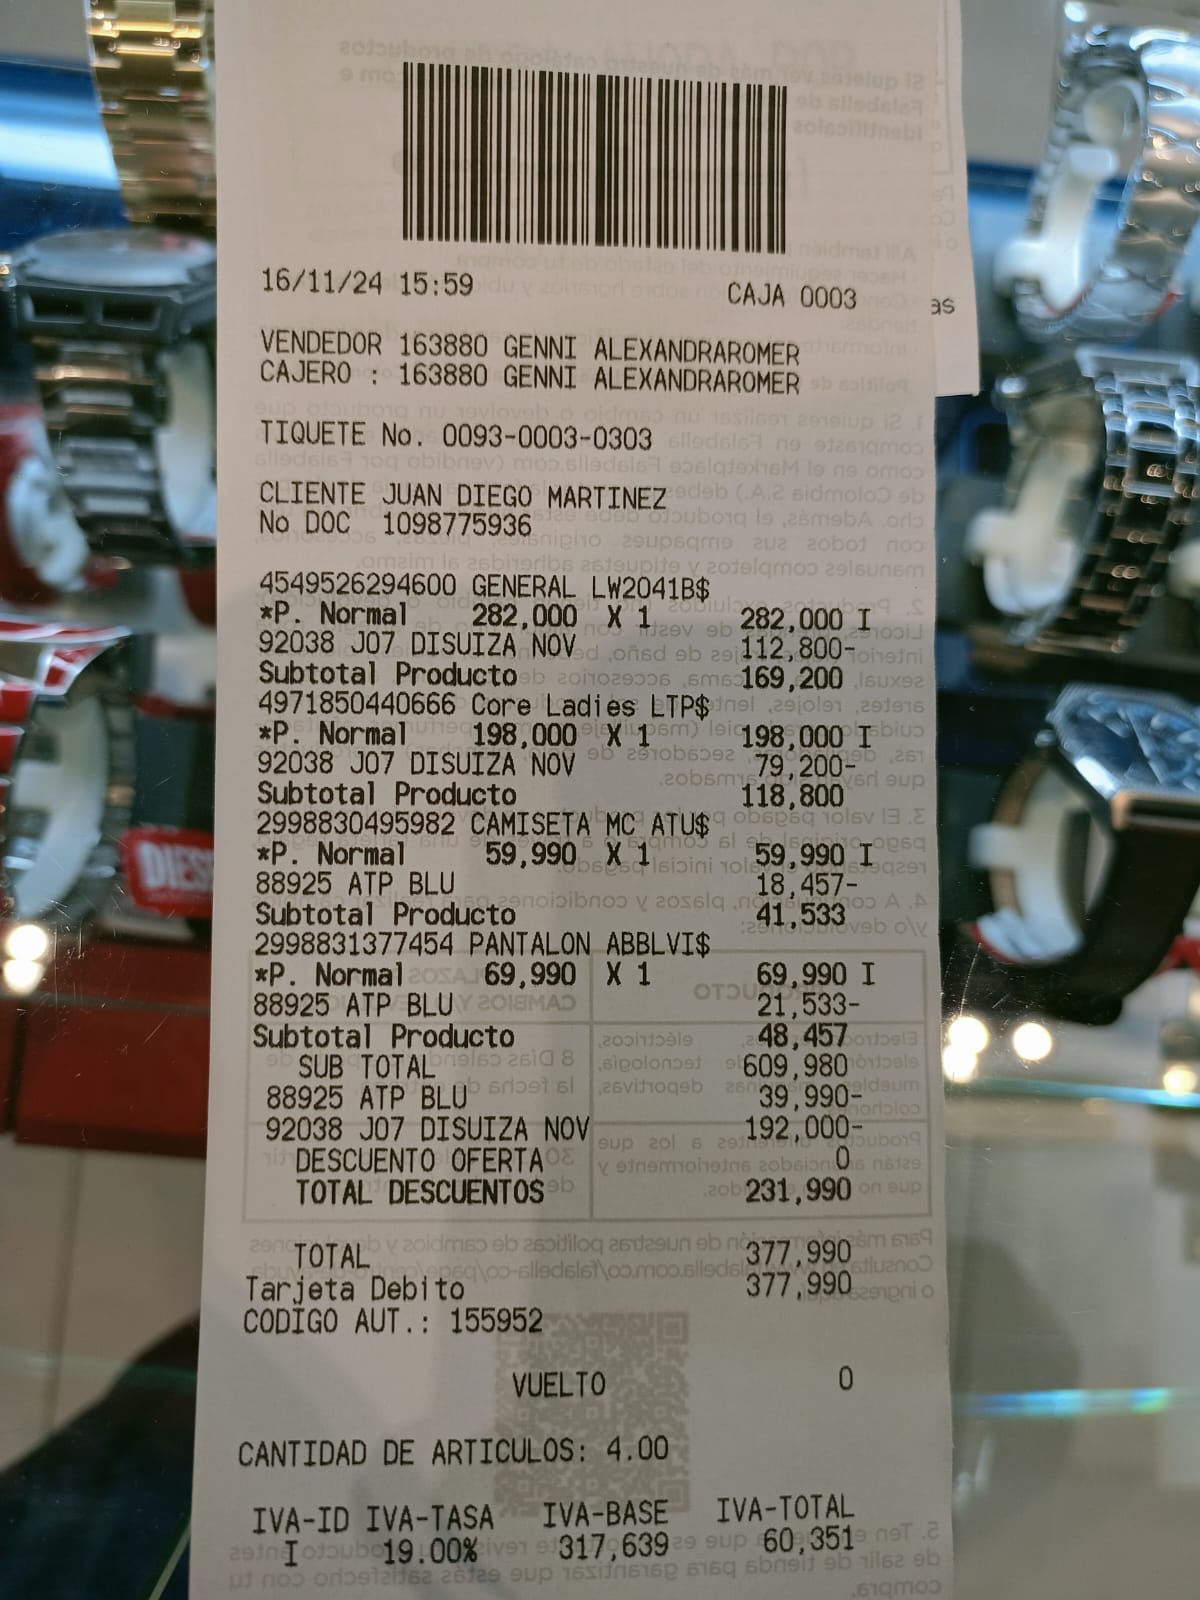 16/11/24 15:59 CAJA 0003
VENDEDOR 163880 GENNI ALEXANDRAROMER
CAJERO : 163880 GENNI ALEXANDRAROMER
TIQUETE No. 0093-0003-0303
CLIENTE JUAN DIEGO MARTINEZ
No DOC 1098775936
4549526294600 GENERAL LW2041B$
*P. Normal 282,000 X 1 282,000 I
92038 J07 DISUIZA NOV 112,800-
Subtotal Producto 169,200
4971850440666 Core Ladies LTP$
*P. Normal 198,000 X 1 198,000 I
92038 J07 DISUIZA NOV 79,200-
Subtotal Producto 118,800
2998830495982 CAMISETA MC ATU$
*P. Normal 59,990 X 1 59,990 I
88925 ATP BLU 18,457-
Subtotal Producto 41,533
2998831377454 PANTALON ABBLVI$
*P. Normal 69,990 X 1 69,990 I
88925 ATP BLU 21,533-
Subtotal Producto 48,457
SUB TOTAL 609,980
88925 ATP BLU 39,990-
92038 J07 DISUIZA NOV 192,000-
DESCUENTO OFERTA 0
TOTAL DESCUENTOS 231,990
TOTAL 377,990
Tarjeta Debito 377,990
CODÍGO AUT.: 155952
VUELTO 0
CANTIDAD DE ARTICULOS: 4.00
IVA-ID IVA-TASA IVA-BASE IVA-TOTAL
I 19.00% 317,639 60,351
as